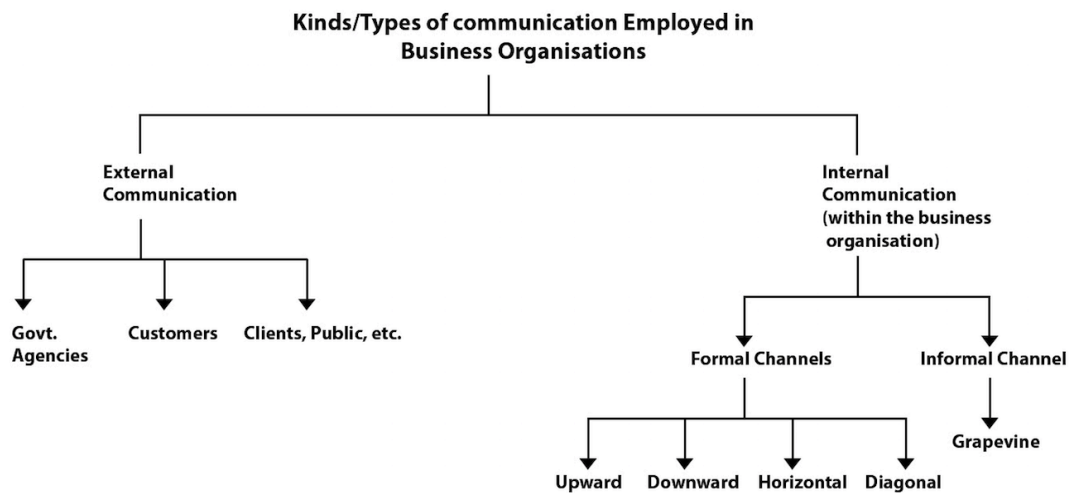 Kinds/Types of communication Employed in
Business Organisations
External
Communication
Internal
Communication
(within the business
organisation)
Govt.
Agencies
Customers
Clients, Public, etc.
Formal Channels
Informal Channel
Grapevine
Upward
Downward
Horizontal
Diagonal